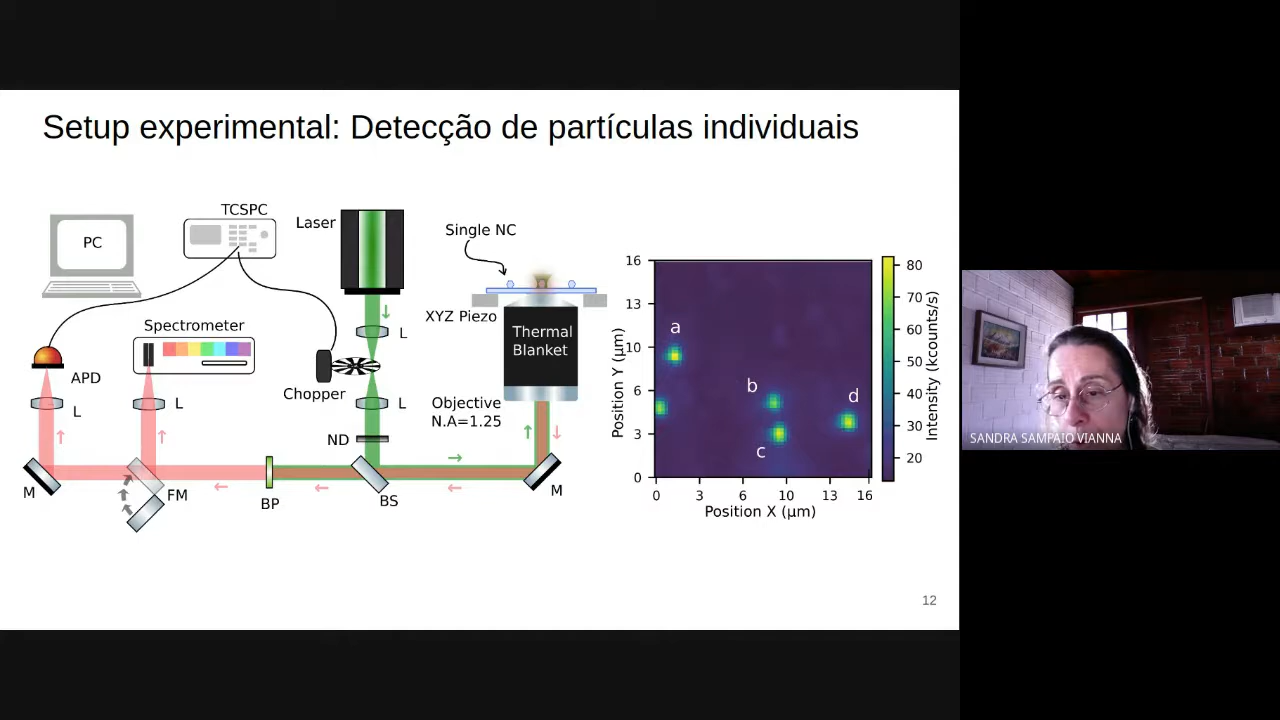 Setup experimental: Detecção de partículas individuais
TCSPC
PC
Laser
Single NC
L
XYZ Piezo
Thermal
Blanket
Spectrometer
APD
Chopper
L
L
L
Objective
N.A=1.25
ND
M
FM
BP
BS
M
16
13
10
6
3
0
Position Y (μm)
a
b
c
d
0
3
6
10
13
16
Position X (μm)
80
70
60
50
40
30
20
Intensity (kcounts/s)
12
SANDRA SAMPAIO VIANNA